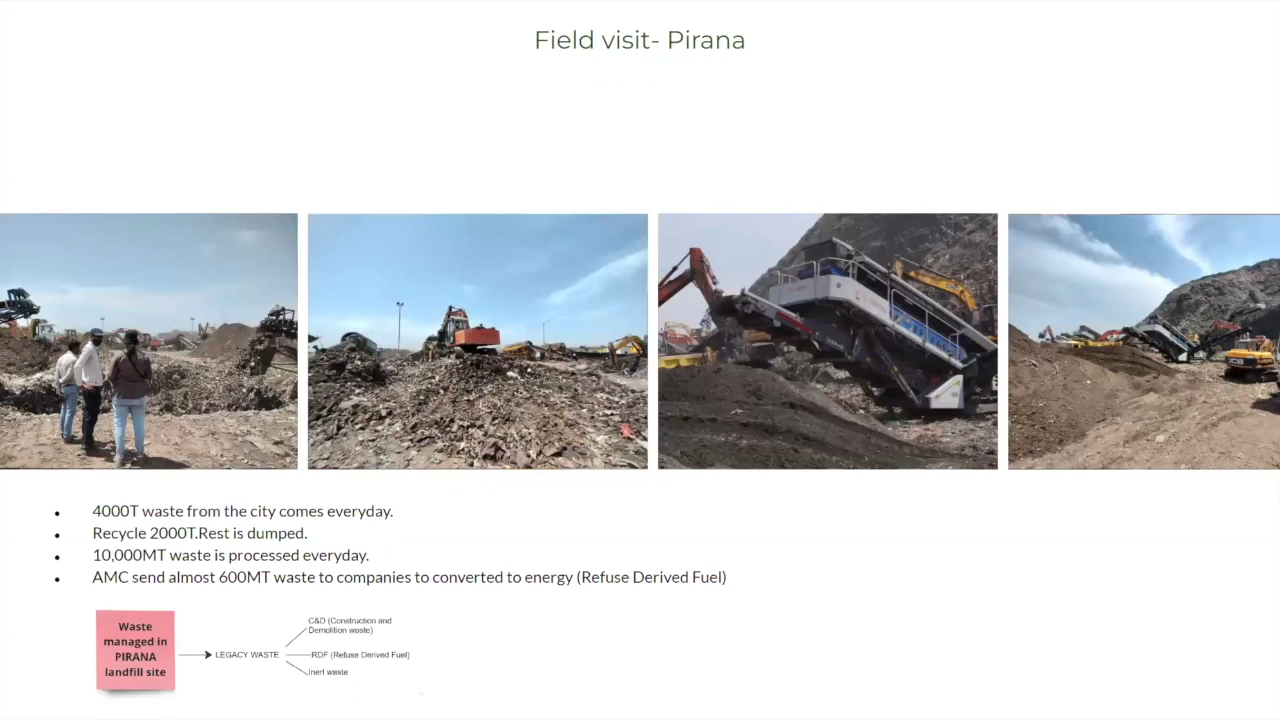 Field visit- Pirana
• 4000T waste from the city comes everyday.
• Recycle 2000T.Rest is dumped.
• 10,000MT waste is processed everyday.
• AMC send almost 600MT waste to companies to converted to energy (Refuse Derived Fuel)
Waste
managed in
PIRANA
landfill site
LEGACY WASTE
C&D (Construction and
Demolition waste)
RDF (Refuse Derived Fuel)
Inert waste